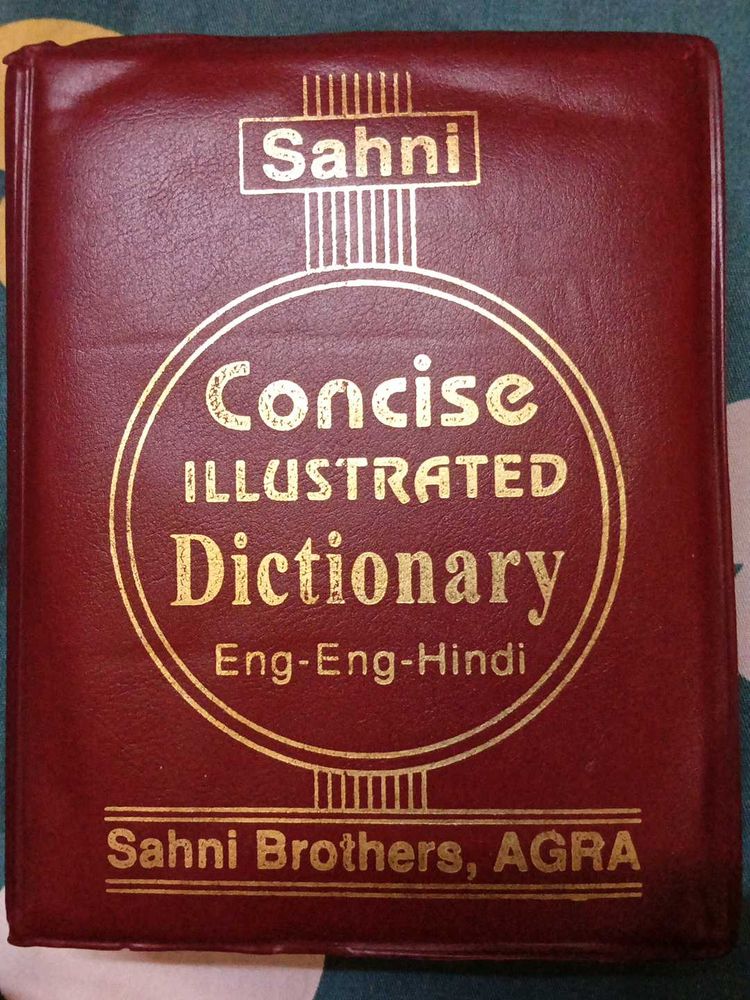 Sahni
Concise
ILLUSTRATED
Dictionary
Eng-Eng-Hindi
Sahni Brothers, AGRA